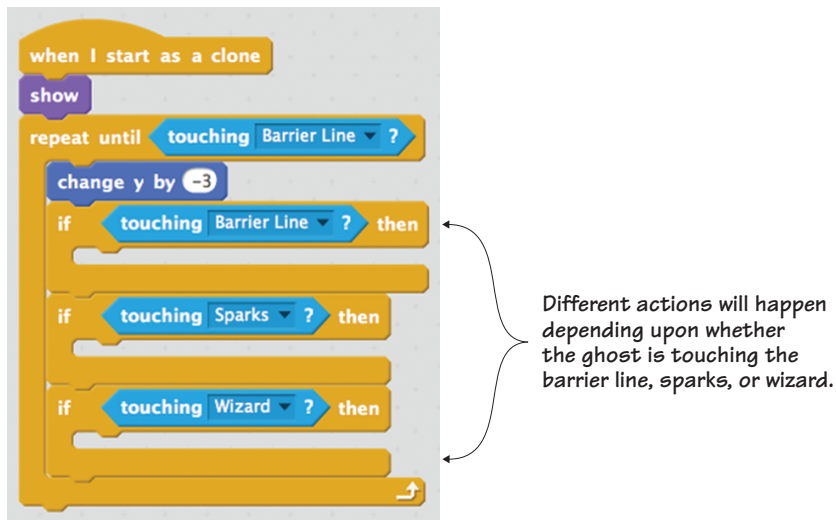 when I start as a clone
show
repeat until touching Barrier Line ?
change y by -3
if touching Barrier Line ? then
if touching Sparks ? then
if touching Wizard ? then
Different actions will happen
depending upon whether
the ghost is touching the
barrier line, sparks, or wizard.